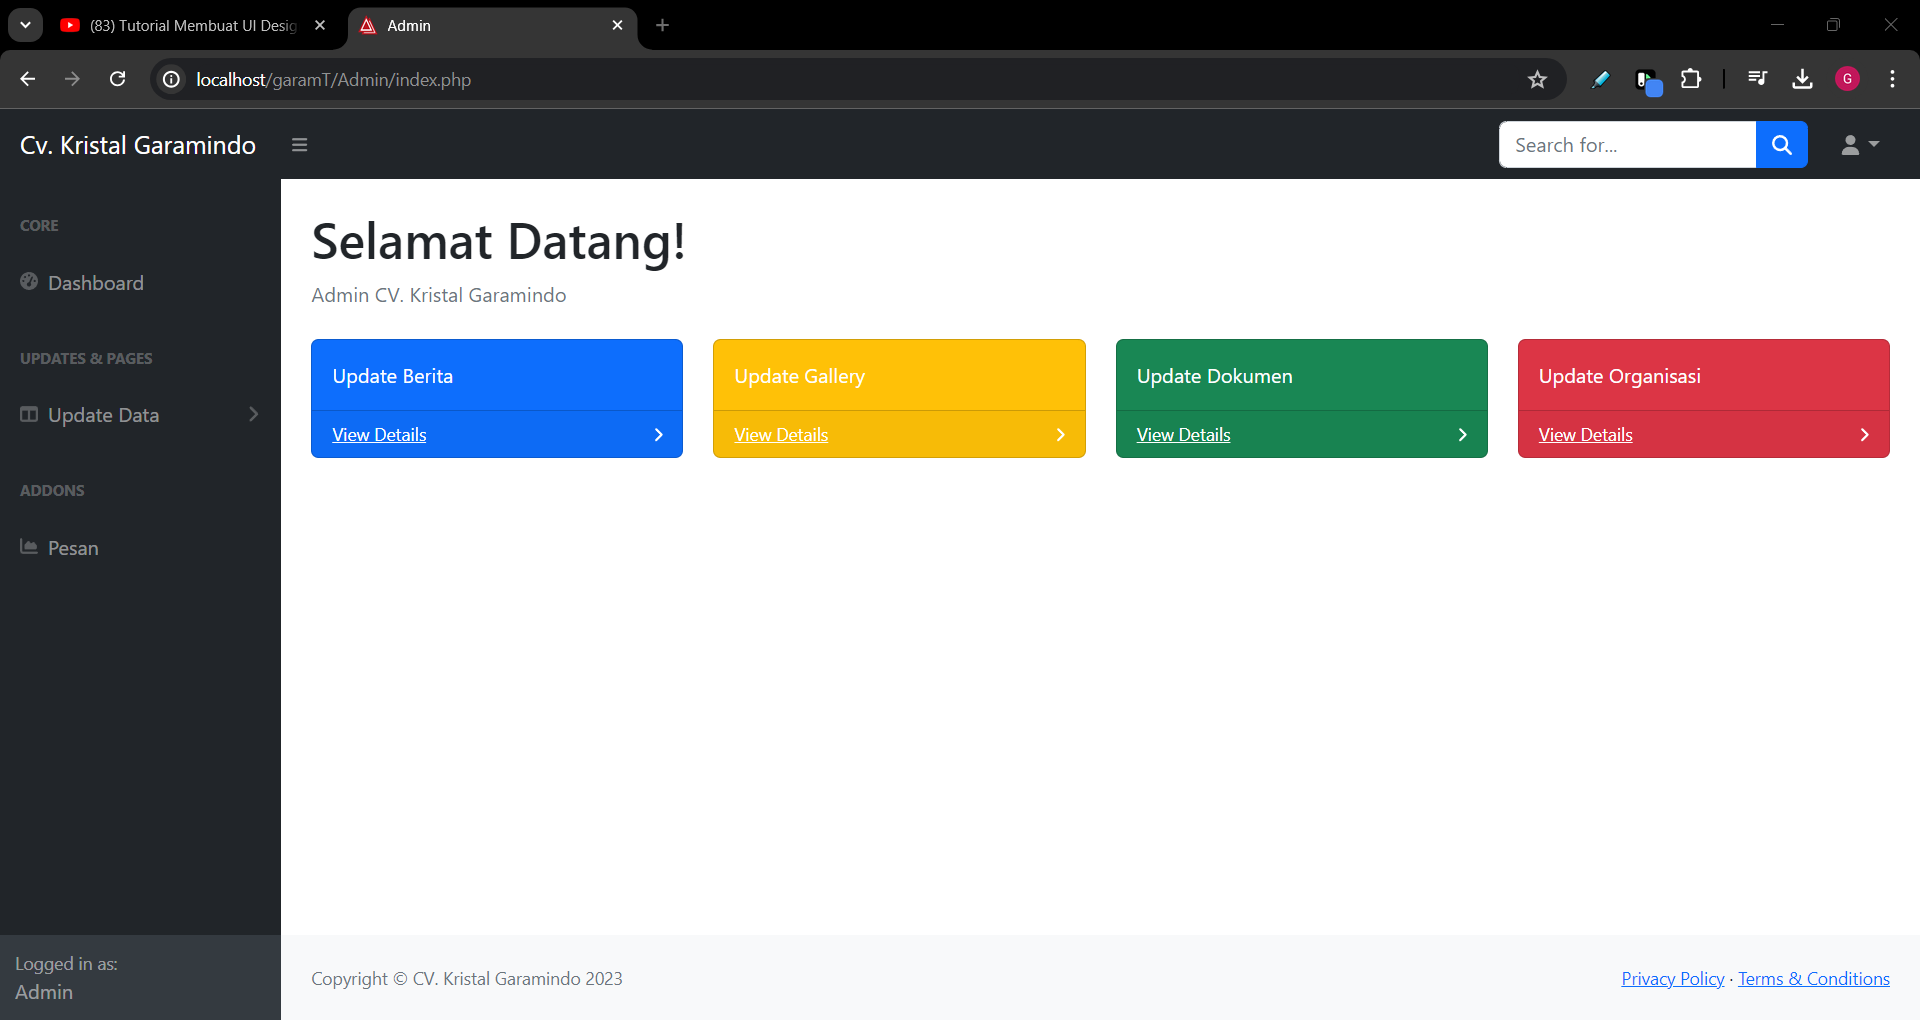 (83) Tutorial Membuat UI Desig
Admin
localhost/garamT/Admin/index.php
G
Cv. Kristal Garamindo
Search for...
CORE
Dashboard
UPDATES & PAGES
Update Data
ADDONS
Pesan
Logged in as:
Admin
Selamat Datang!
Admin CV. Kristal Garamindo
Update Berita
View Details
Update Gallery
View Details
Update Dokumen
View Details
Update Organisasi
View Details
Copyright © CV. Kristal Garamindo 2023
Privacy Policy · Terms & Conditions